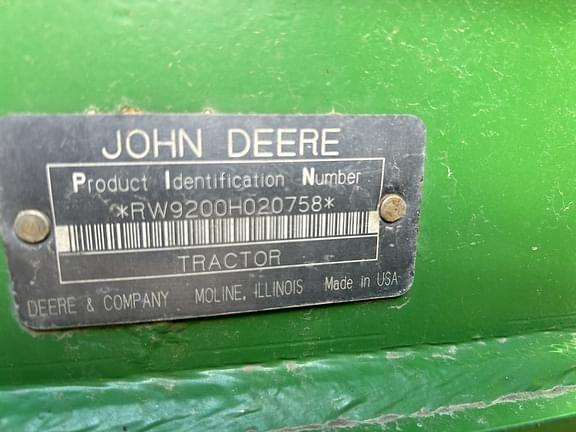 JOHN DEERE
Product Identification Number
*RW9200H020758*
TRACTOR
DEERE & COMPANY MOLINE, ILLINOIS Made in USA